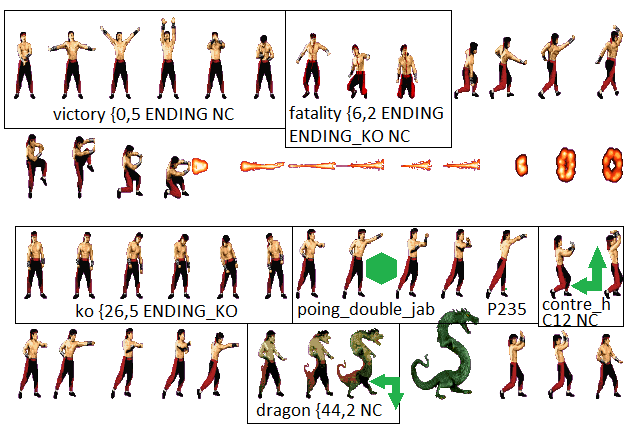 victory {0,5 ENDING NC
fatality {6,2 ENDING
ENDING_KO NC
ko {26,5 ENDING_KO
poing_double_jab
P235
contre_h
C12 NC
dragon {44,2 NC